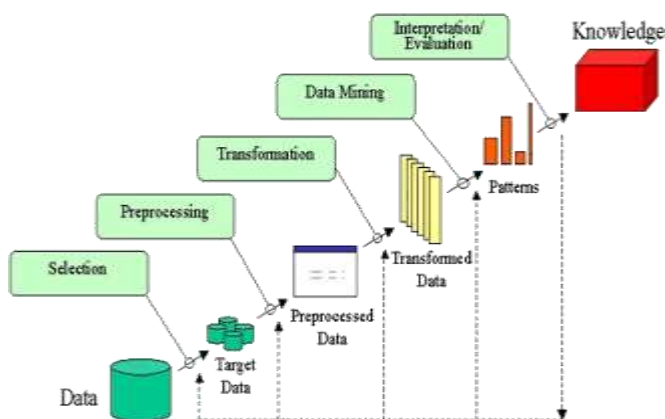 Interpretation/
Evaluation
Knowledge
Data Mining
Transformation
Patterns
Preprocessing
Transformed
Data
Selection
Preprocessed
Data
Target
Data
Data